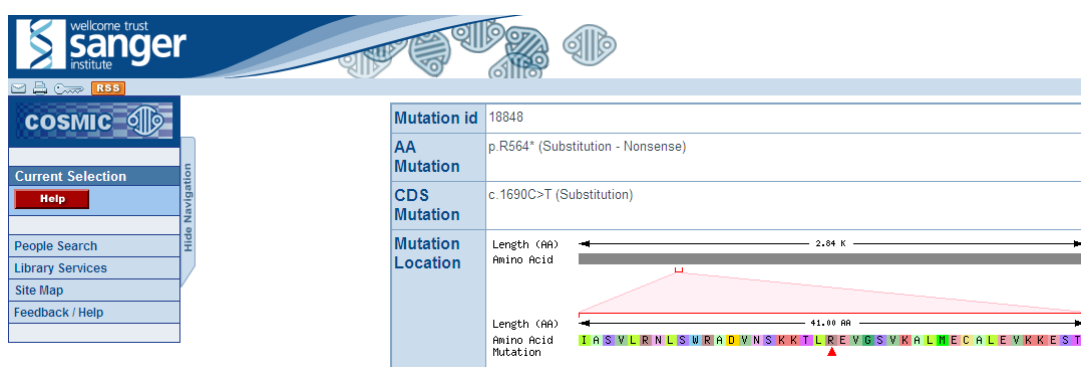 wellcome trust
sanger
institute
RSS
COSMIC
Current Selection
Help
People Search
Library Services
Site Map
Feedback / Help
Hide Navigation
Mutation id 18848
AA Mutation p.R564* (Substitution - Nonsense)
CDS Mutation c.1690C>T (Substitution)
Mutation Location
Length (AA) 2.84 K
Amino Acid
Length (AA) 41.00 AA
Amino Acid I A S V L R N L S W R A D V N S K K T L R E V G S V K A L M E C A L E V K K E S T
Mutation